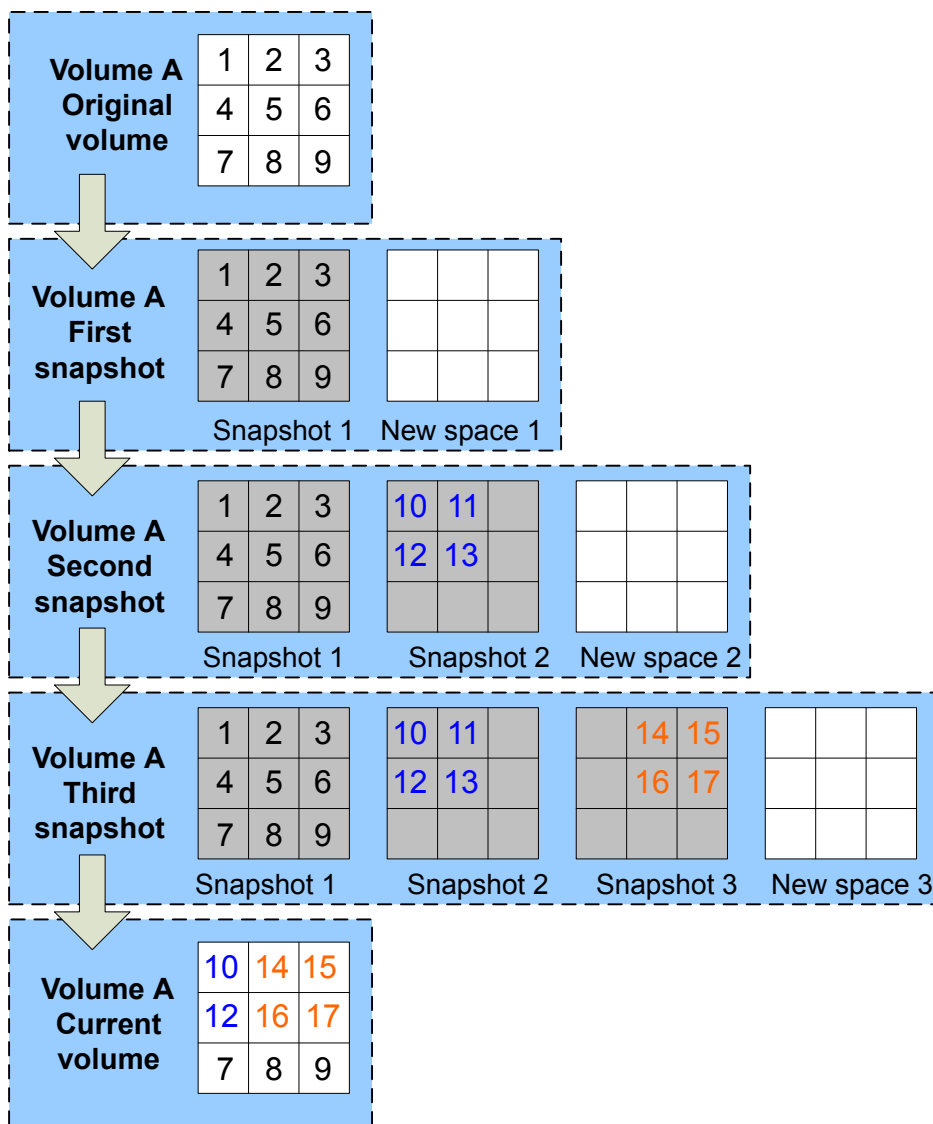 Volume A
Original
volume
1 2 3
4 5 6
7 8 9
Volume A
First
snapshot
1 2 3
4 5 6
7 8 9
Snapshot 1 New space 1
Volume A
Second
snapshot
1 2 3 10 11
4 5 6 12 13
7 8 9
Snapshot 1 Snapshot 2 New space 2
Volume A
Third
snapshot
1 2 3 10 11 14 15
4 5 6 12 13 16 17
7 8 9
Snapshot 1 Snapshot 2 Snapshot 3 New space 3
Volume A
Current
volume
10 14 15
12 16 17
7 8 9